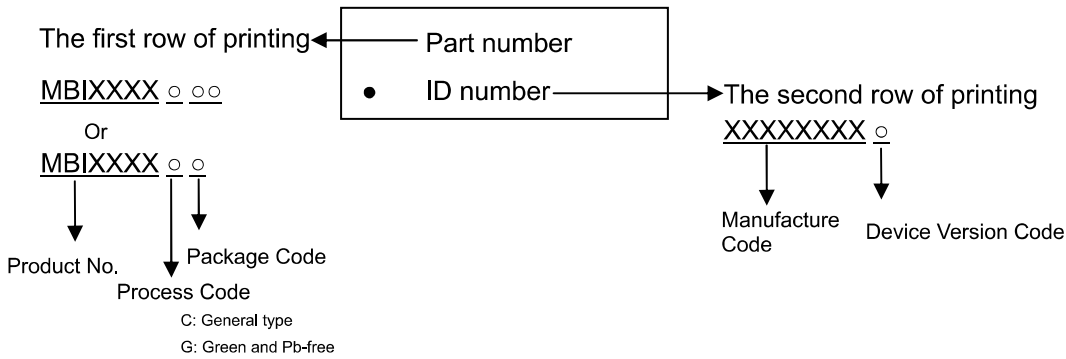 The first row of printing
Part number
MBIXXXX ○ ○○
● ID number
The second row of printing
Or
XXXXXXXX ○
MBIXXXX ○ ○
Manufacture
Code
Device Version Code
Product No.
Package Code
Process Code
C: General type
G: Green and Pb-free